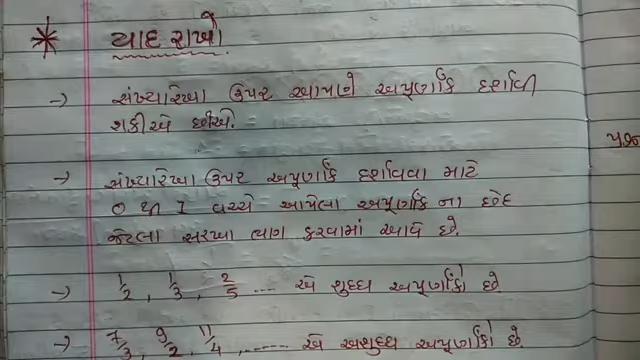 * યાદ રાખો
→ સંખ્યારેખા ઉપર આપણે અપૂર્ણાંક દર્શાવી
શકીએ છીએ.
→ સંખ્યારેખા ઉપર અપૂર્ણાંક દર્શાવવા માટે
0 થી 1 વચ્ચે આપેલા અપૂર્ણાંક ના છેદ
જેટલા સરખા ભાગ કરવામાં આવે છે.
→ 1/2, 1/3, 2/5 .... એ શુદ્ધ અપૂર્ણાંકો છે
→ 7/3, 9/2, 11/4, ...... એ અશુદ્ધ અપૂર્ણાંકો છે.